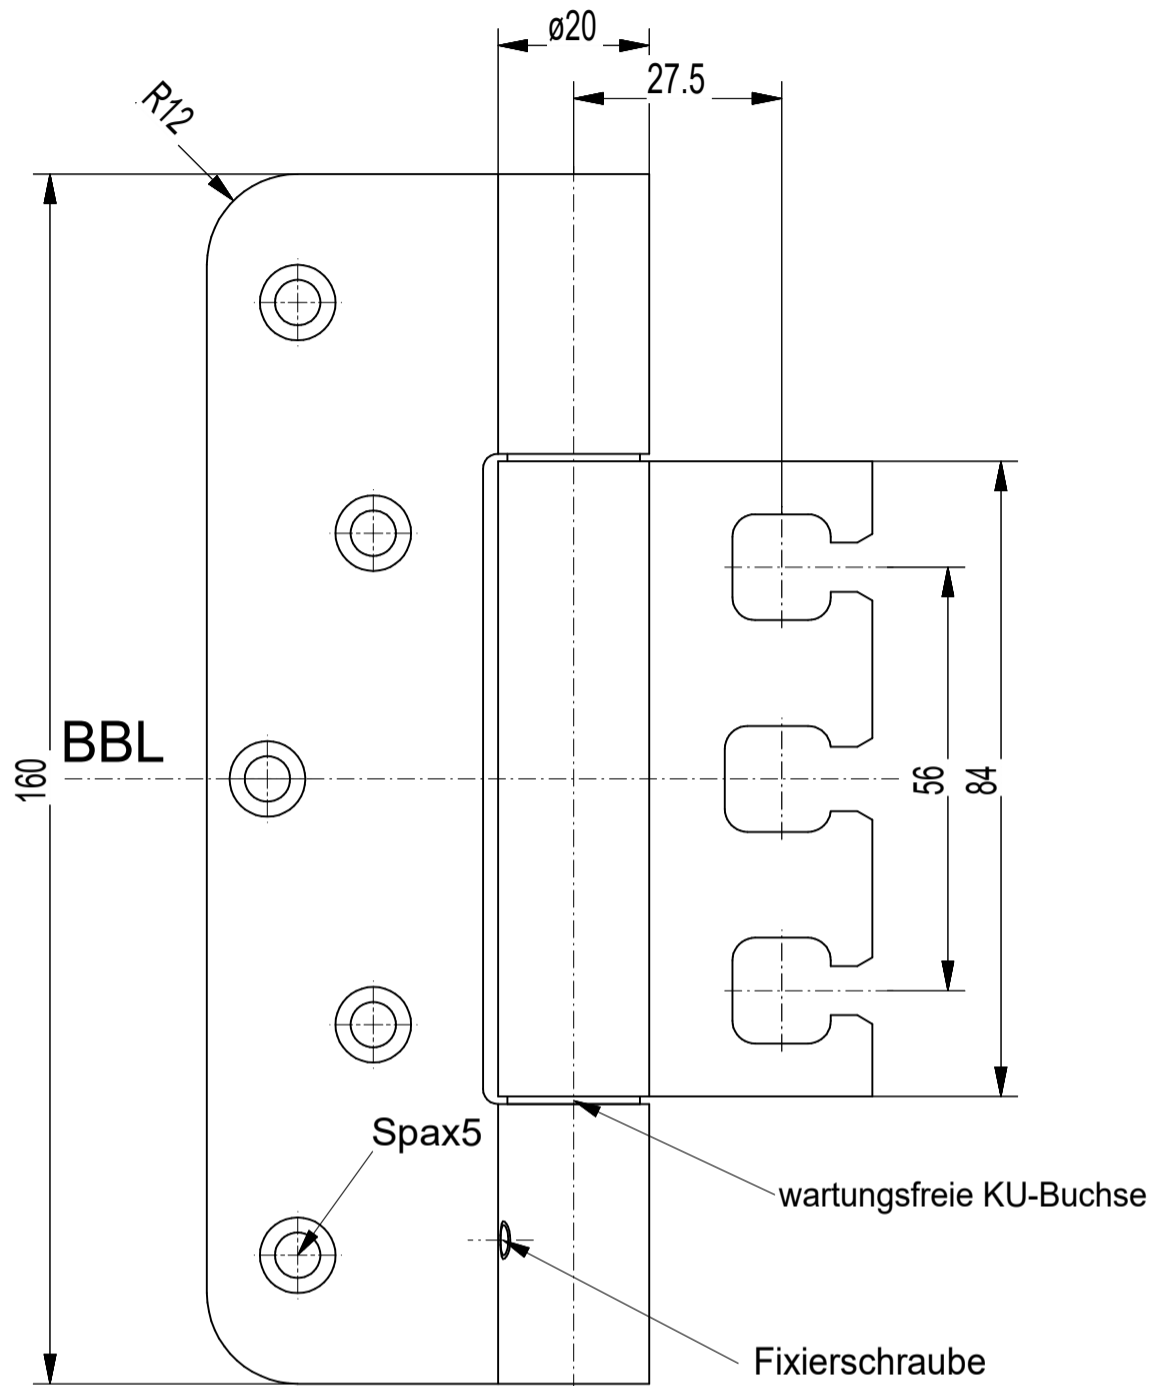 ø20
27.5
R12
BBL
160
56
84
Spax5
wartungsfreie KU-Buchse
Fixierschraube